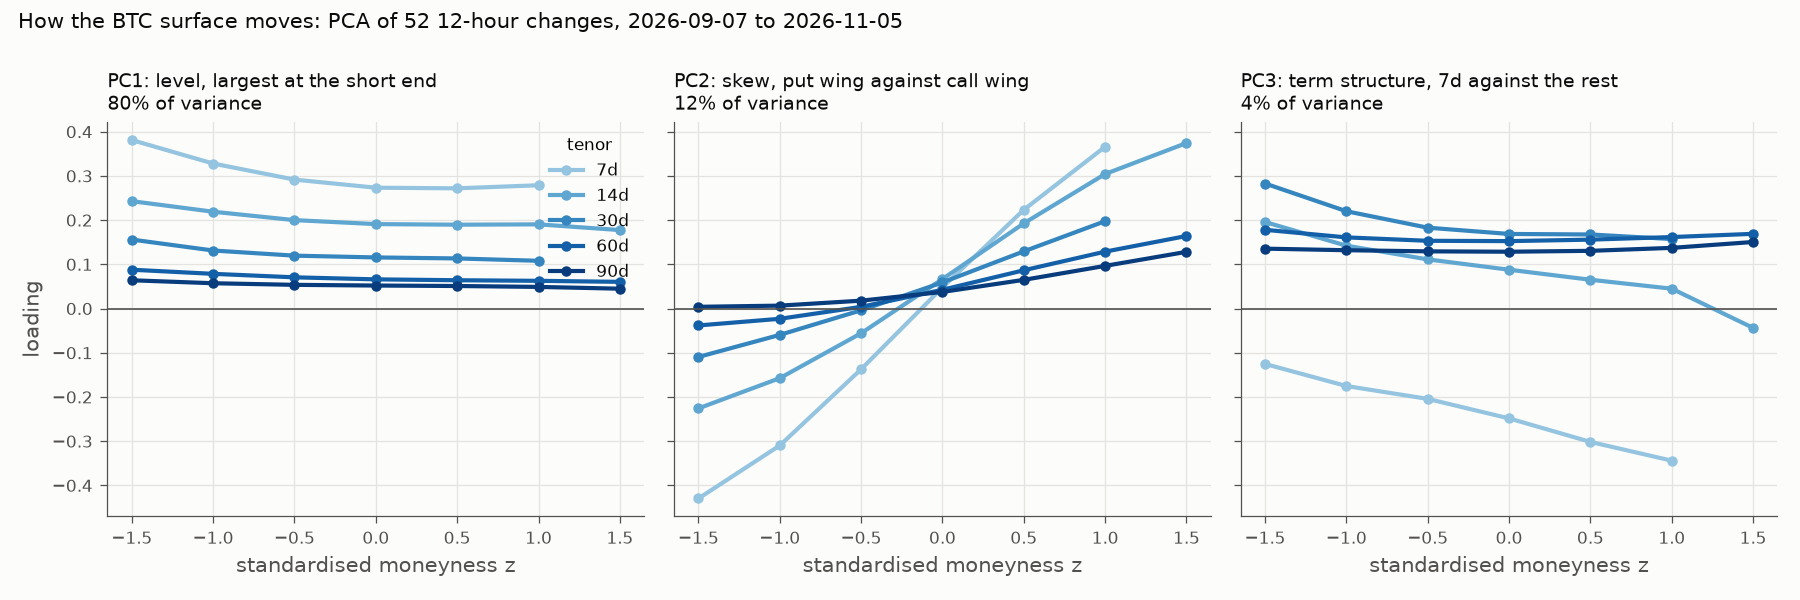 How the BTC surface moves: PCA of 52 12-hour changes, 2026-09-07 to 2026-11-05
PC1: level, largest at the short end
80% of variance
PC2: skew, put wing against call wing
12% of variance
PC3: term structure, 7d against the rest
4% of variance
loading
0.4
0.3
0.2
0.1
0.0
−0.1
−0.2
−0.3
−0.4
tenor
7d
14d
30d
60d
90d
−1.5 −1.0 −0.5 0.0 0.5 1.0 1.5
−1.5 −1.0 −0.5 0.0 0.5 1.0 1.5
−1.5 −1.0 −0.5 0.0 0.5 1.0 1.5
standardised moneyness z
standardised moneyness z
standardised moneyness z